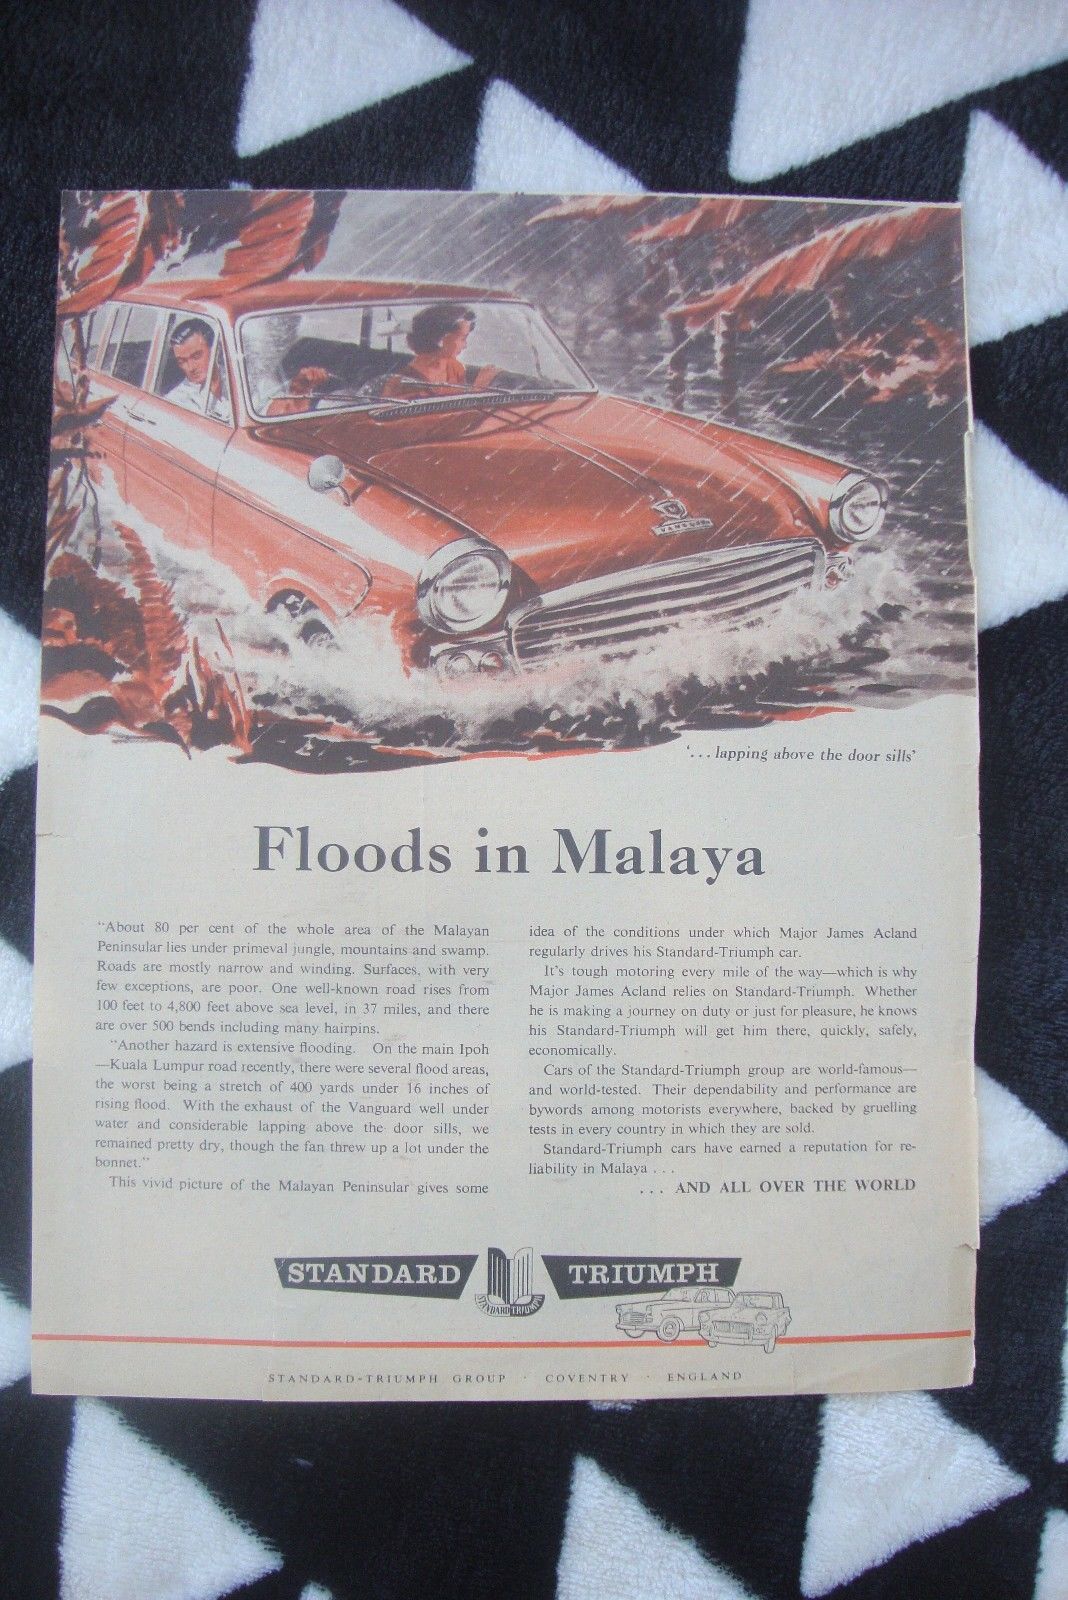 VANGUARD
'... lapping above the door sills'
Floods in Malaya
"About 80 per cent of the whole area of the Malayan
Peninsular lies under primeval jungle, mountains and swamp.
Roads are mostly narrow and winding. Surfaces, with very
few exceptions, are poor. One well-known road rises from
100 feet to 4,800 feet above sea level, in 37 miles, and there
are over 500 bends including many hairpins.
"Another hazard is extensive flooding. On the main Ipoh
—Kuala Lumpur road recently, there were several flood areas,
the worst being a stretch of 400 yards under 16 inches of
rising flood. With the exhaust of the Vanguard well under
water and considerable lapping above the door sills, we
remained pretty dry, though the fan threw up a lot under the
bonnet."
This vivid picture of the Malayan Peninsular gives some
idea of the conditions under which Major James Acland
regularly drives his Standard-Triumph car.
It's tough motoring every mile of the way—which is why
Major James Acland relies on Standard-Triumph. Whether
he is making a journey on duty or just for pleasure, he knows
his Standard-Triumph will get him there, quickly, safely,
economically.
Cars of the Standard-Triumph group are world-famous—
and world-tested. Their dependability and performance are
bywords among motorists everywhere, backed by gruelling
tests in every country in which they are sold.
Standard-Triumph cars have earned a reputation for re-
liability in Malaya ...
... AND ALL OVER THE WORLD
STANDARD TRIUMPH
STANDARD TRIUMPH
STANDARD-TRIUMPH GROUP · COVENTRY · ENGLAND